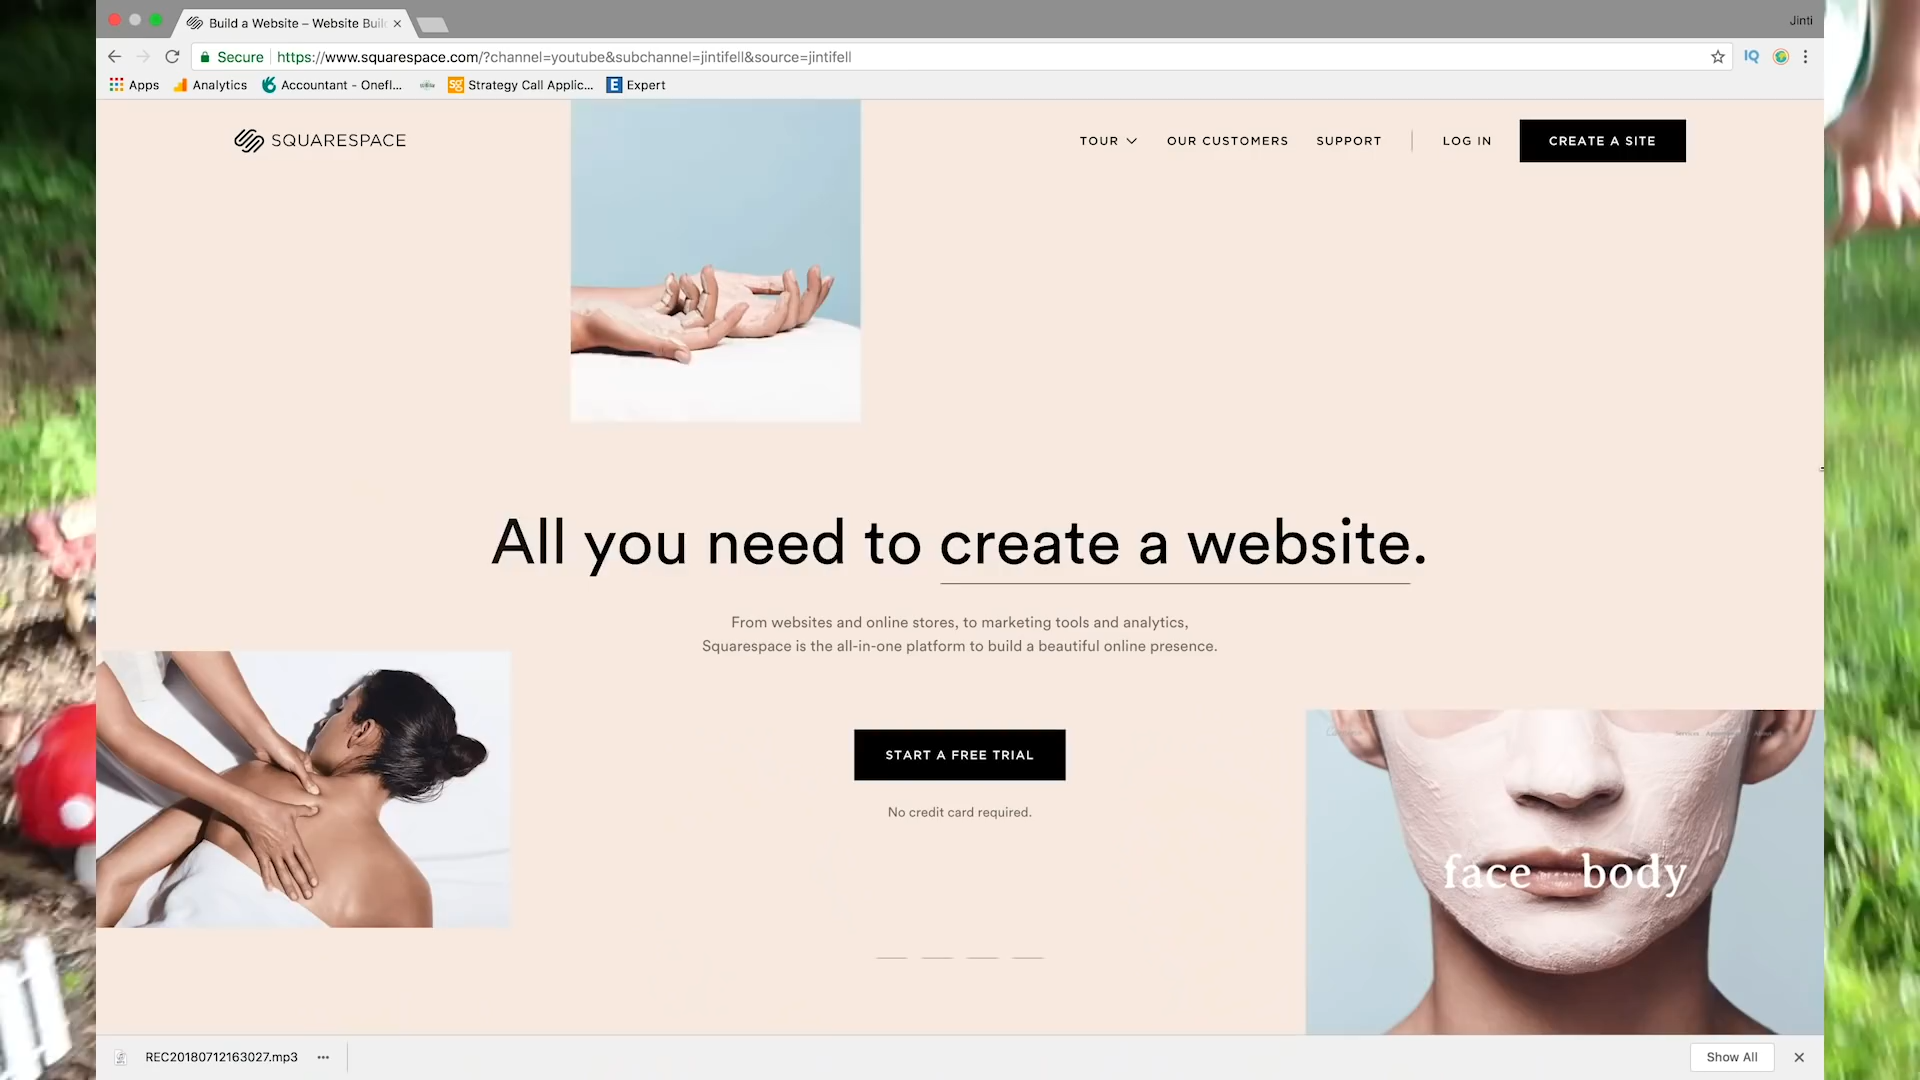 Build a Website – Website Buil
Jinti
Secure
https://www.squarespace.com/?channel=youtube&subchannel=jintifell&source=jintifell
IQ
Apps
Analytics
Accountant - Onefl...
Strategy Call Applic...
Expert
SQUARESPACE
TOUR
OUR CUSTOMERS
SUPPORT
LOG IN
CREATE A SITE
All you need to create a website.
From websites and online stores, to marketing tools and analytics,
Squarespace is the all-in-one platform to build a beautiful online presence.
START A FREE TRIAL
No credit card required.
Services
face body
REC20180712163027.mp3
Show All